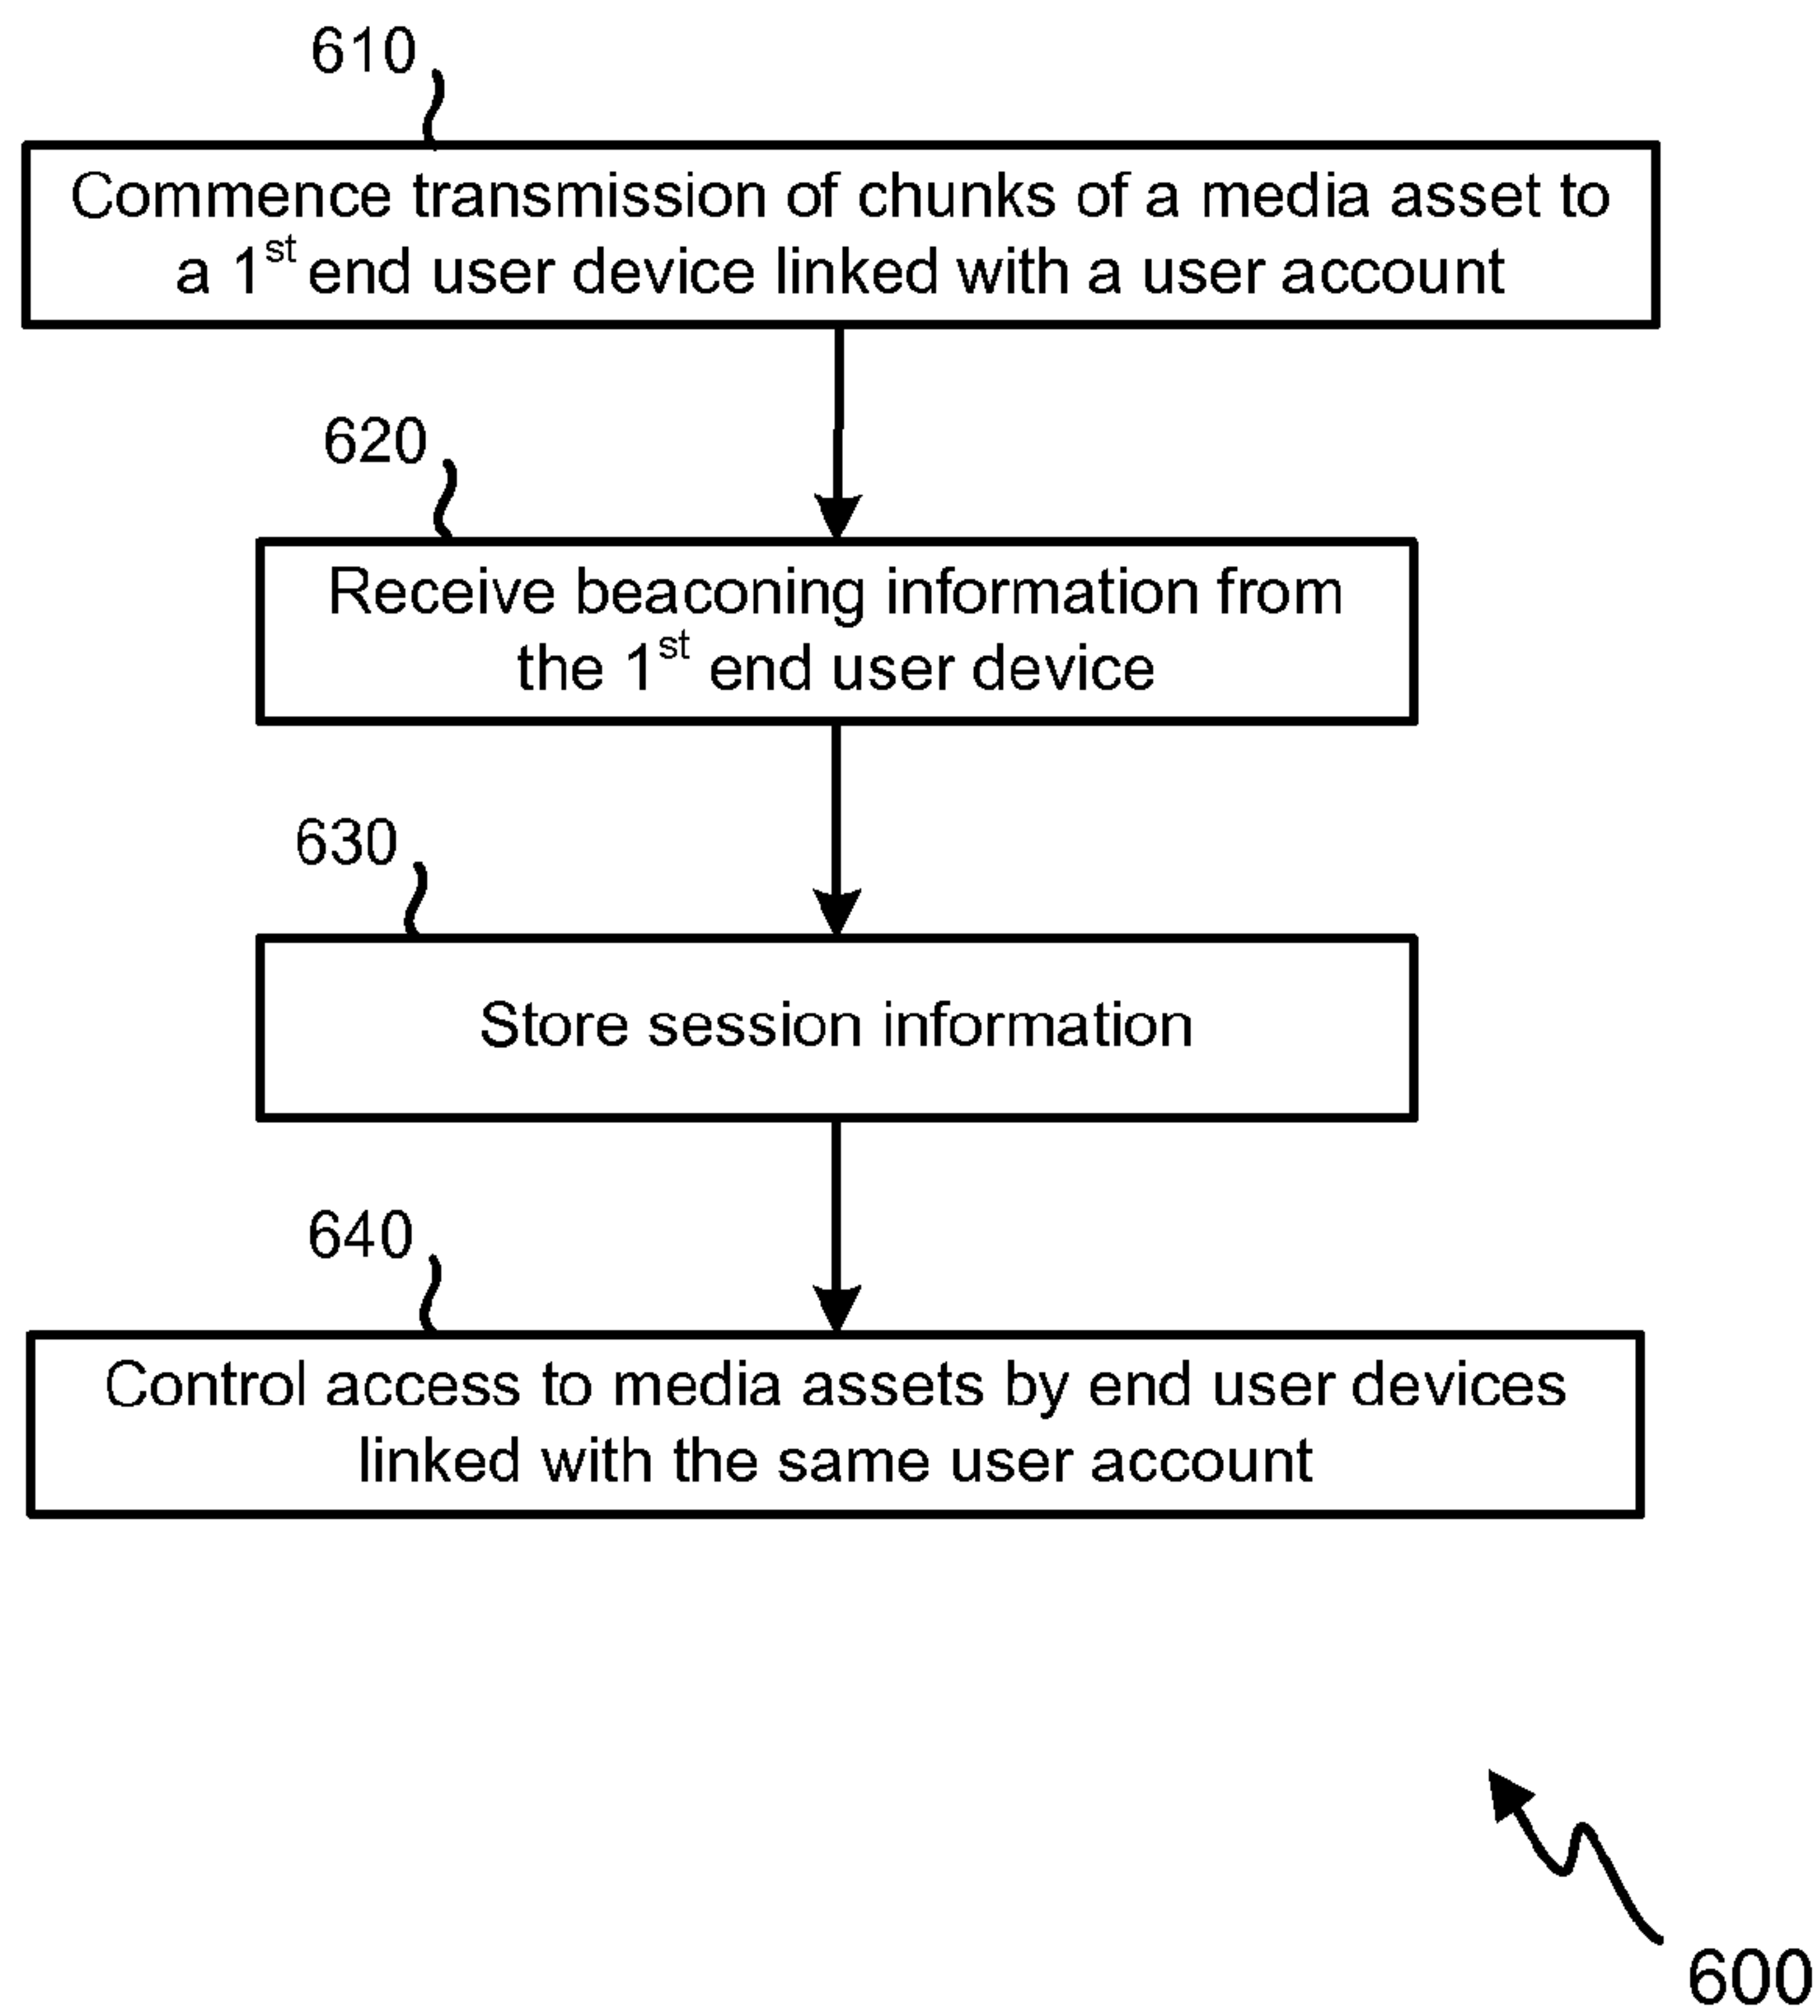 610
Commence transmission of chunks of a media asset to
a 1st end user device linked with a user account
620
Receive beaconing information from
the 1st end user device
630
Store session information
640
Control access to media assets by end user devices
linked with the same user account
600